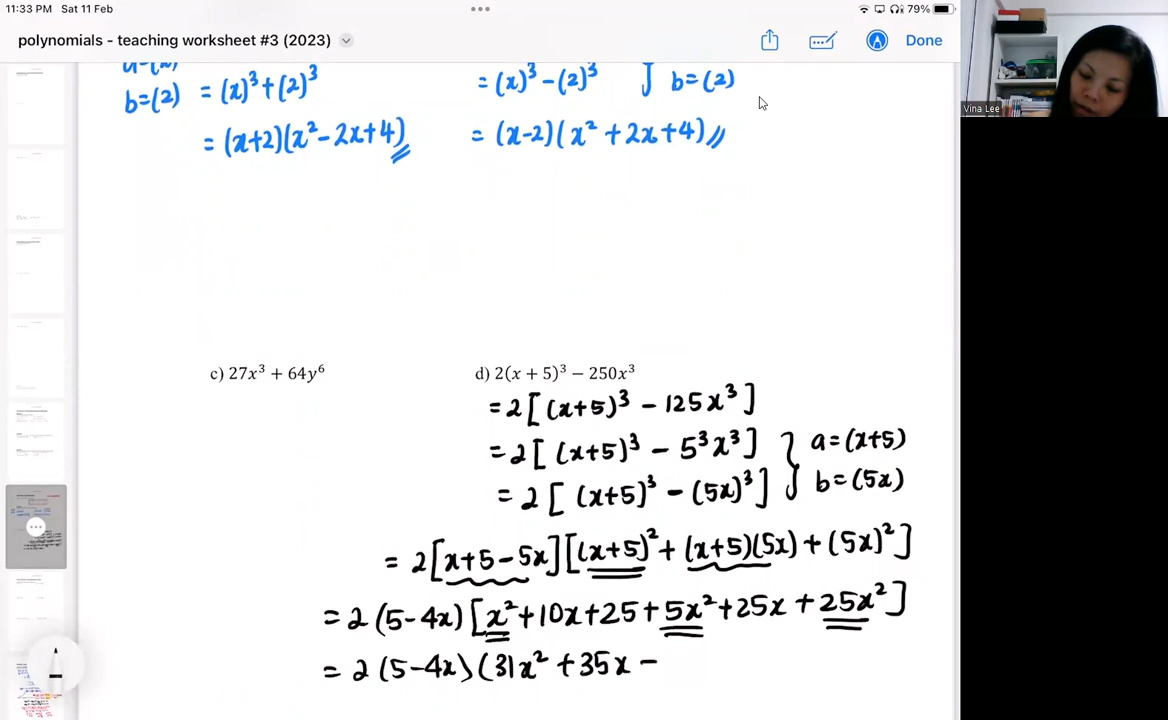 11:33 PM Sat 11 Feb
79%
polynomials - teaching worksheet #3 (2023)
Done
Vina Lee
b=(2) = (x)³+(2)³
= (x)³-(2)³ b=(2)
= (x+2)(x²-2x+4)
= (x-2)(x²+2x+4)
c) 27x³ + 64y⁶
d) 2(x + 5)³ − 250x³
=2[(x+5)³ - 125x³]
=2[(x+5)³ - 5³x³] } a=(x+5)
=2[(x+5)³ - (5x)³] b=(5x)
= 2[x+5-5x][(x+5)²+(x+5)(5x)+(5x)²]
= 2(5-4x)[x²+10x+25+5x²+25x+25x²]
= 2(5-4x)(31x²+35x -